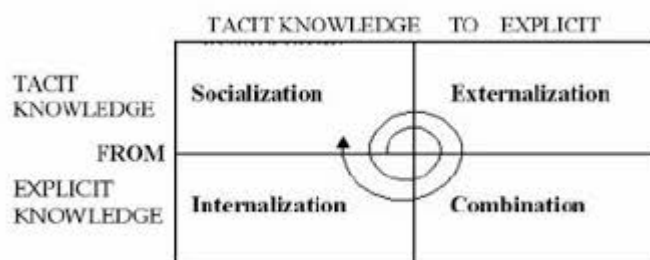 TACIT KNOWLEDGE TO EXPLICIT
TACIT
KNOWLEDGE
Socialization
Externalization
FROM
EXPLICIT
KNOWLEDGE
Internalization
Combination